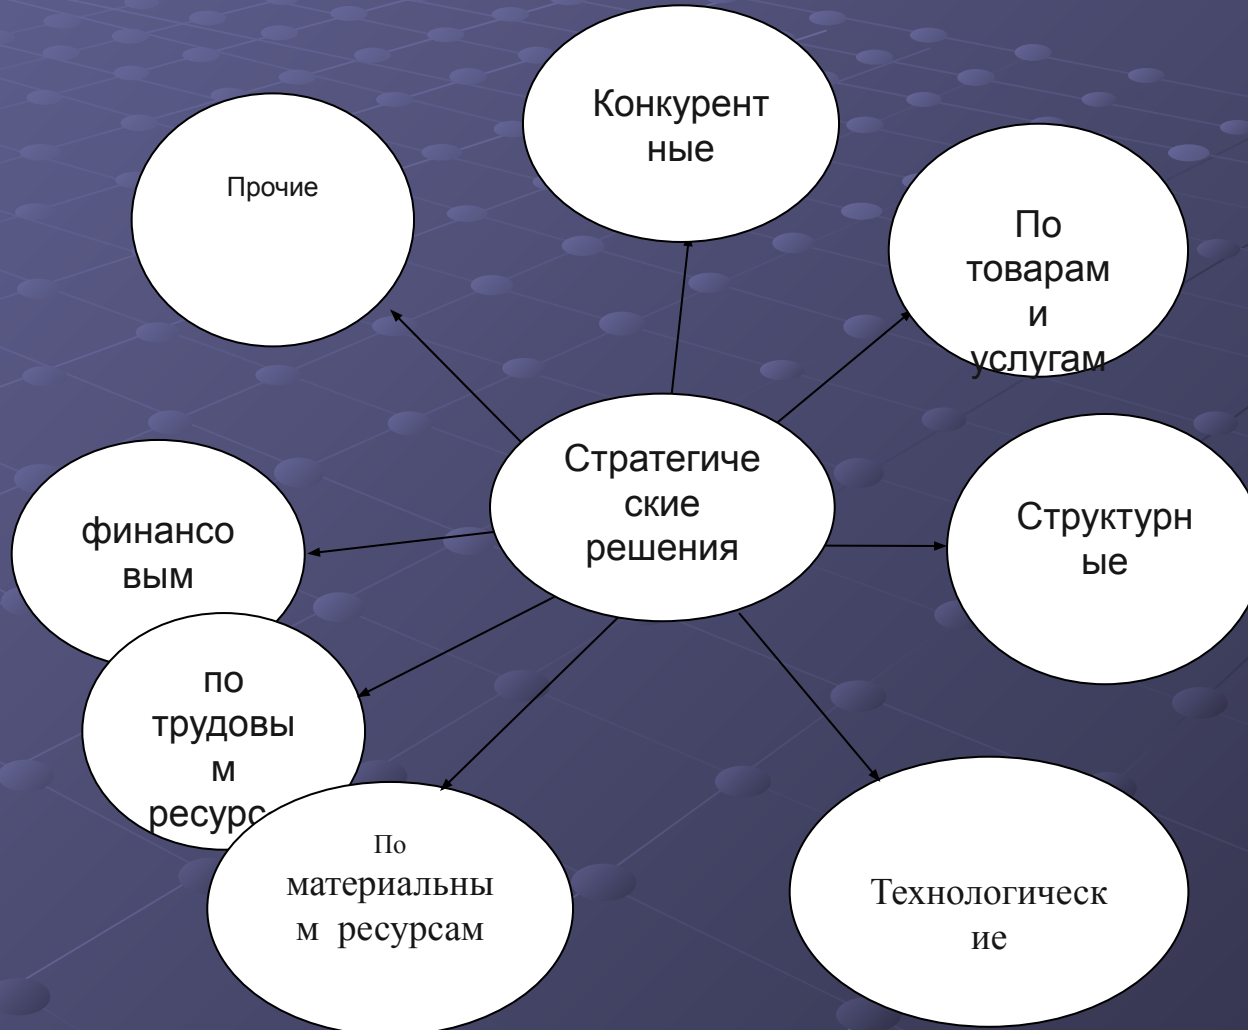 Конкурент
ные
Прочие
По
товарам
и
услугам
Стратегиче
ские
решения
Структурн
ые
финансо
вым
по
трудовы
м
ресурс
По
материальны
м ресурсам
Технологическ
ие